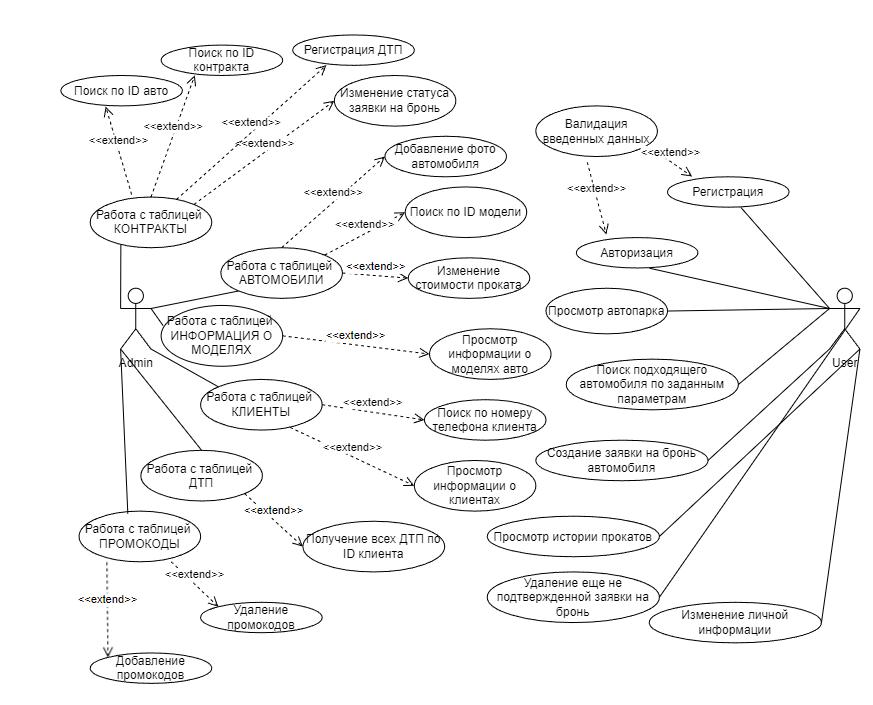 Поиск по ID
контракта
Регистрация ДТП
Поиск по ID авто
Изменение статуса
заявки на бронь
<<extend>>
<<extend>>
<<extend>>
<<extend>>
Валидация
введенных данных
<<extend>>
<<extend>>
Регистрация
Добавление фото
автомобиля
<<extend>>
Поиск по ID модели
<<extend>>
Работа с таблицей
КОНТРАКТЫ
Авторизация
Работа с таблицей
АВТОМОБИЛИ
<<extend>>
Изменение
стоимости проката
Просмотр автопарка
Работа с таблицей
ИНФОРМАЦИЯ О
МОДЕЛЯХ
<<extend>>
Просмотр
информации о
моделях авто
Admin
User
Поиск подходящего
автомобиля по заданным
параметрам
Работа с таблицей
КЛИЕНТЫ
<<extend>>
Поиск по номеру
телефона клиента
<<extend>>
Создание заявки на бронь
автомобиля
Работа с таблицей
ДТП
Просмотр
информации о
клиентах
<<extend>>
Работа с таблицей
ПРОМОКОДЫ
Получение всех ДТП по
ID клиента
Просмотр истории прокатов
<<extend>>
<<extend>>
Удаление еще не
подтвержденной заявки на
бронь
Удаление
промокодов
Изменение личной
информации
Добавление
промокодов